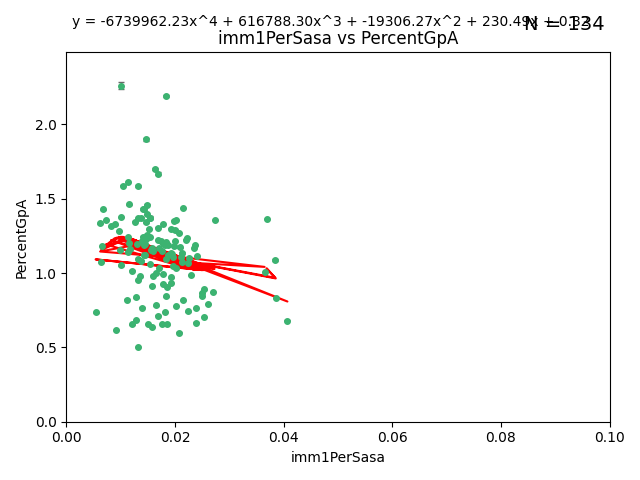 y = -6739962.23x^4 + 616788.30x^3 + -19306.27x^2 + 230.49x +
N = 134
imm1PerSasa vs PercentGpA
PercentGpA
2.0
1.5
1.0
0.5
0.0
0.00 0.02 0.04 0.06 0.08 0.10
imm1PerSasa